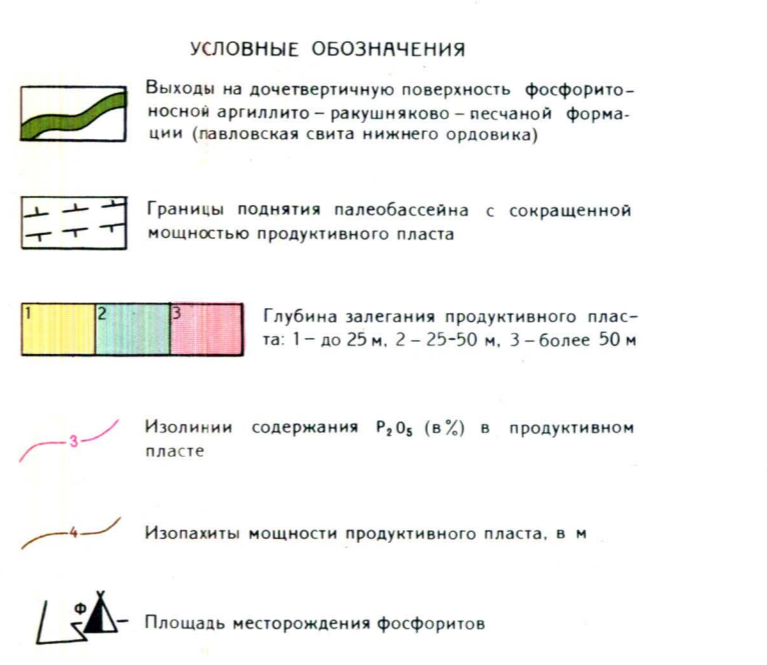 УСЛОВНЫЕ ОБОЗНАЧЕНИЯ
Выходы на дочетвертичную поверхность фосфорито-
носной аргиллито – ракушняково – песчаной форма-
ции (павловская свита нижнего ордовика)
Границы поднятия палеобассейна с сокращенной
мощностью продуктивного пласта
1 2 3
Глубина залегания продуктивного плас-
та: 1 – до 25 м, 2 – 25-50 м, 3 – более 50 м
3
Изолинии содержания P₂O₅ (в %) в продуктивном
пласте
4
Изопахиты мощности продуктивного пласта, в м
Ф
Площадь месторождения фосфоритов